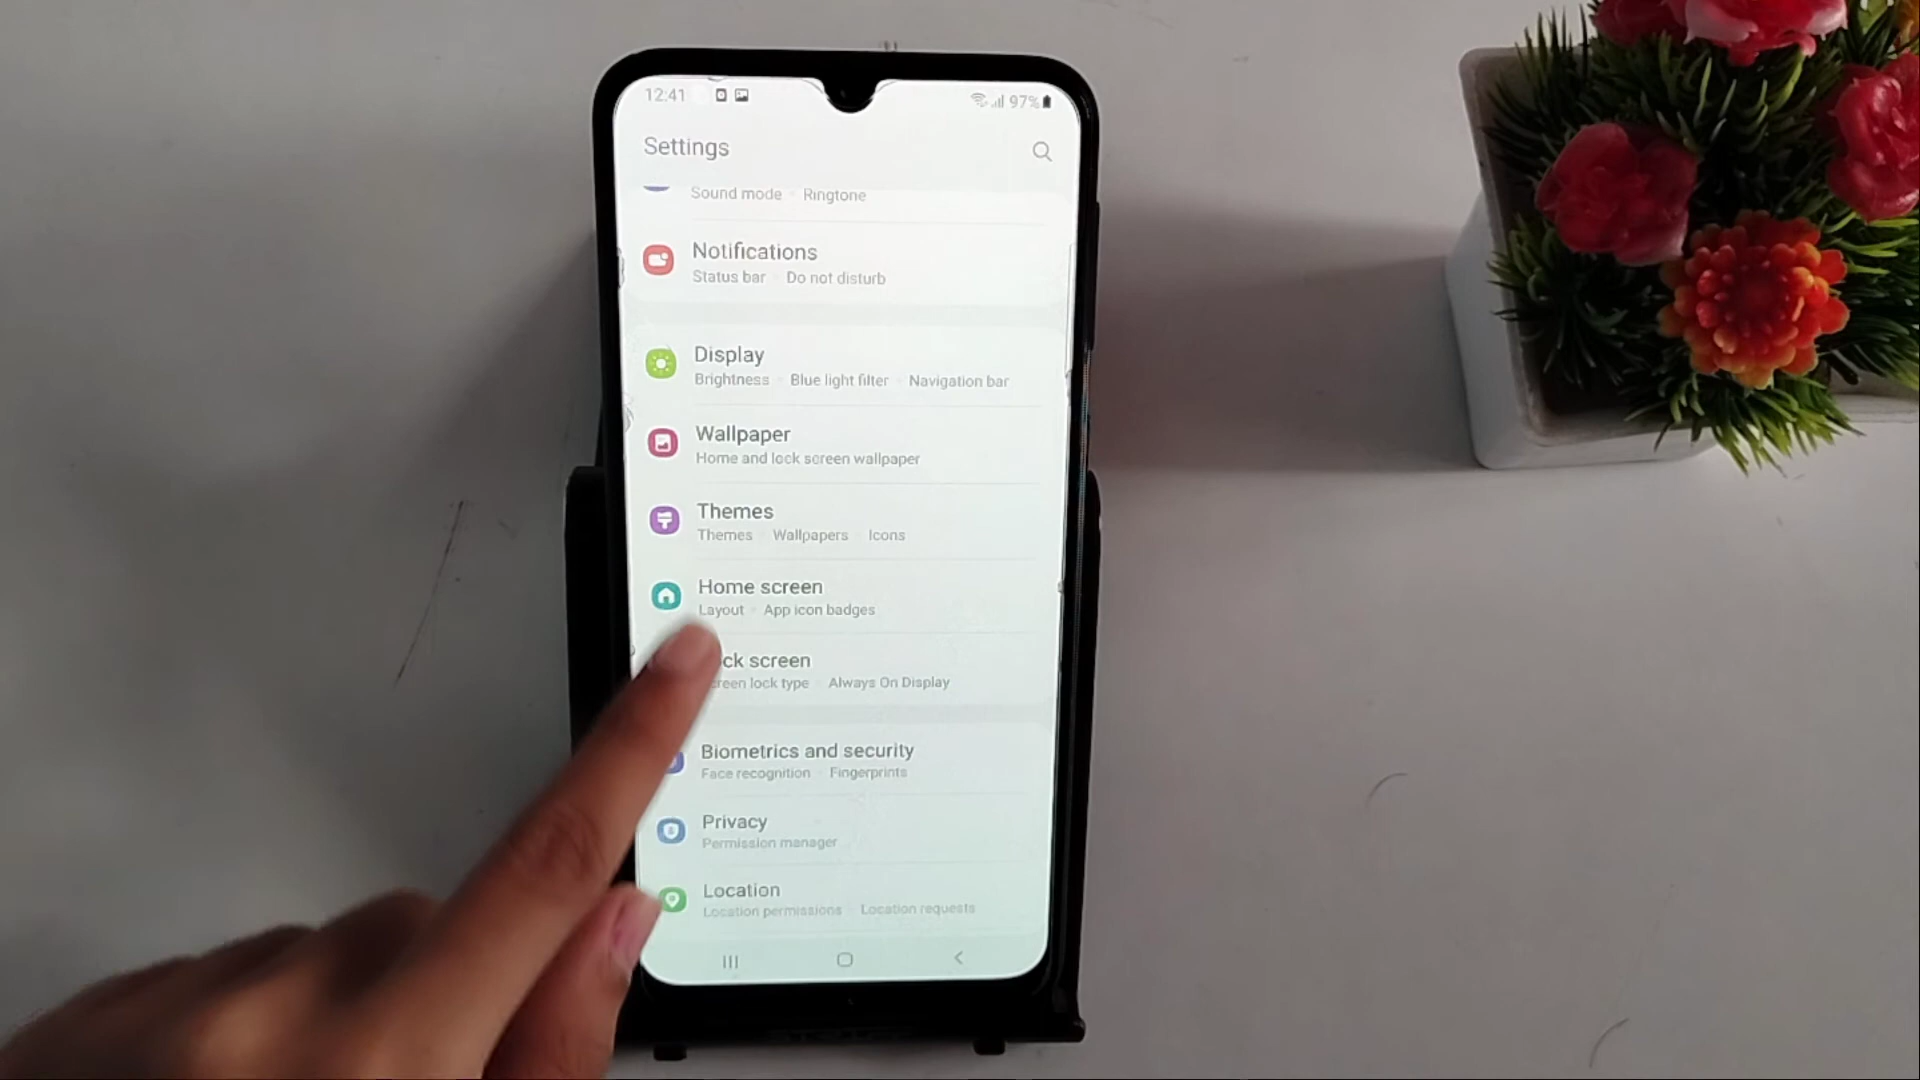 12:41 97%
Settings
Sound mode Ringtone
Notifications
Status bar Do not disturb
Display
Brightness Blue light filter Navigation bar
Wallpaper
Home and lock screen wallpaper
Themes
Themes Wallpapers Icons
Home screen
Layout App icon badges
ck screen
reen lock type Always On Display
Biometrics and security
Face recognition Fingerprints
Privacy
Permission manager
Location
Location permissions Location requests